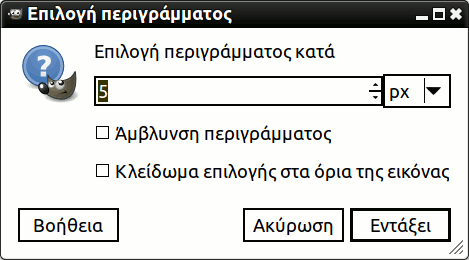 Επιλογή περιγράμματος
Επιλογή περιγράμματος κατά
5 px
Άμβλυνση περιγράμματος
Κλείδωμα επιλογής στα όρια της εικόνας
Βοήθεια Ακύρωση Εντάξει